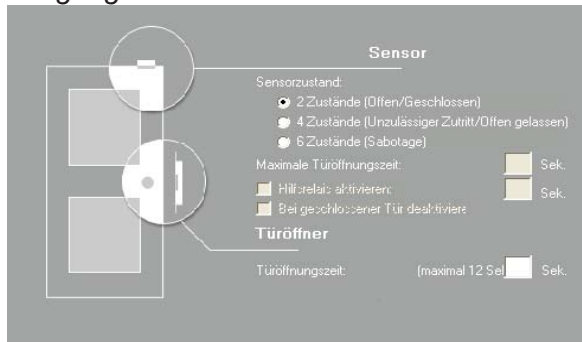 Sensor
Sensorzustand:
2 Zustände (Offen/Geschlossen)
4 Zustände (Unzulässiger Zutritt/Offen gelassen)
6 Zustände (Sabotage)
Maximale Türöffnungszeit: Sek.
Hilfsrelais aktivieren: Sek.
Bei geschlossener Tür deaktiviere
Türöffner
Türöffnungszeit: (maximal 12 Sel Sek.